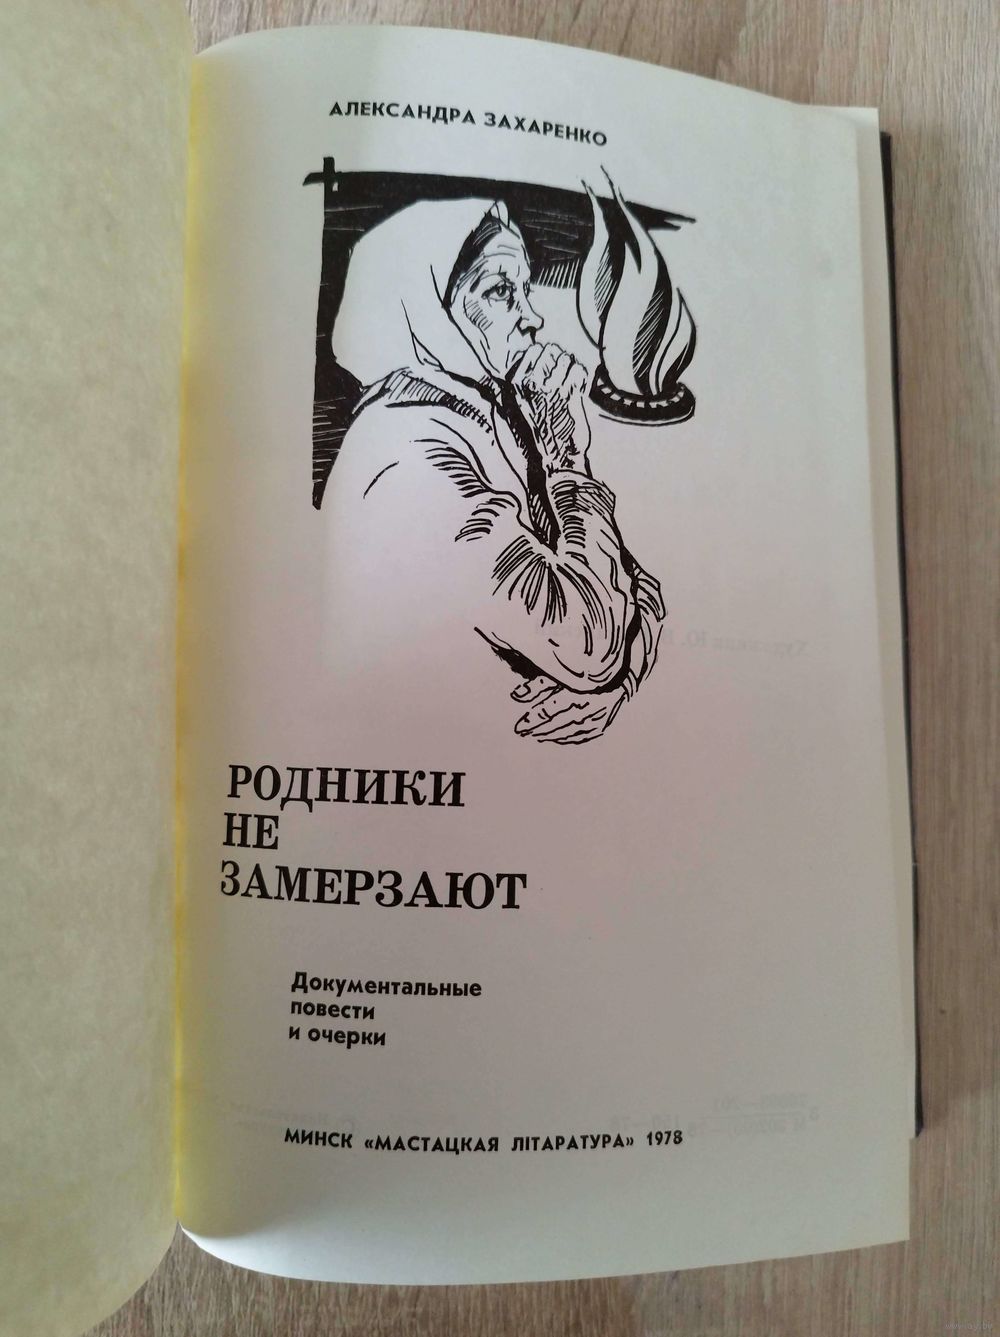 АЛЕКСАНДРА ЗАХАРЕНКО
РОДНИКИ
НЕ
ЗАМЕРЗАЮТ
Документальные
повести
и очерки
МИНСК «МАСТАЦКАЯ ЛІТАРАТУРА» 1978